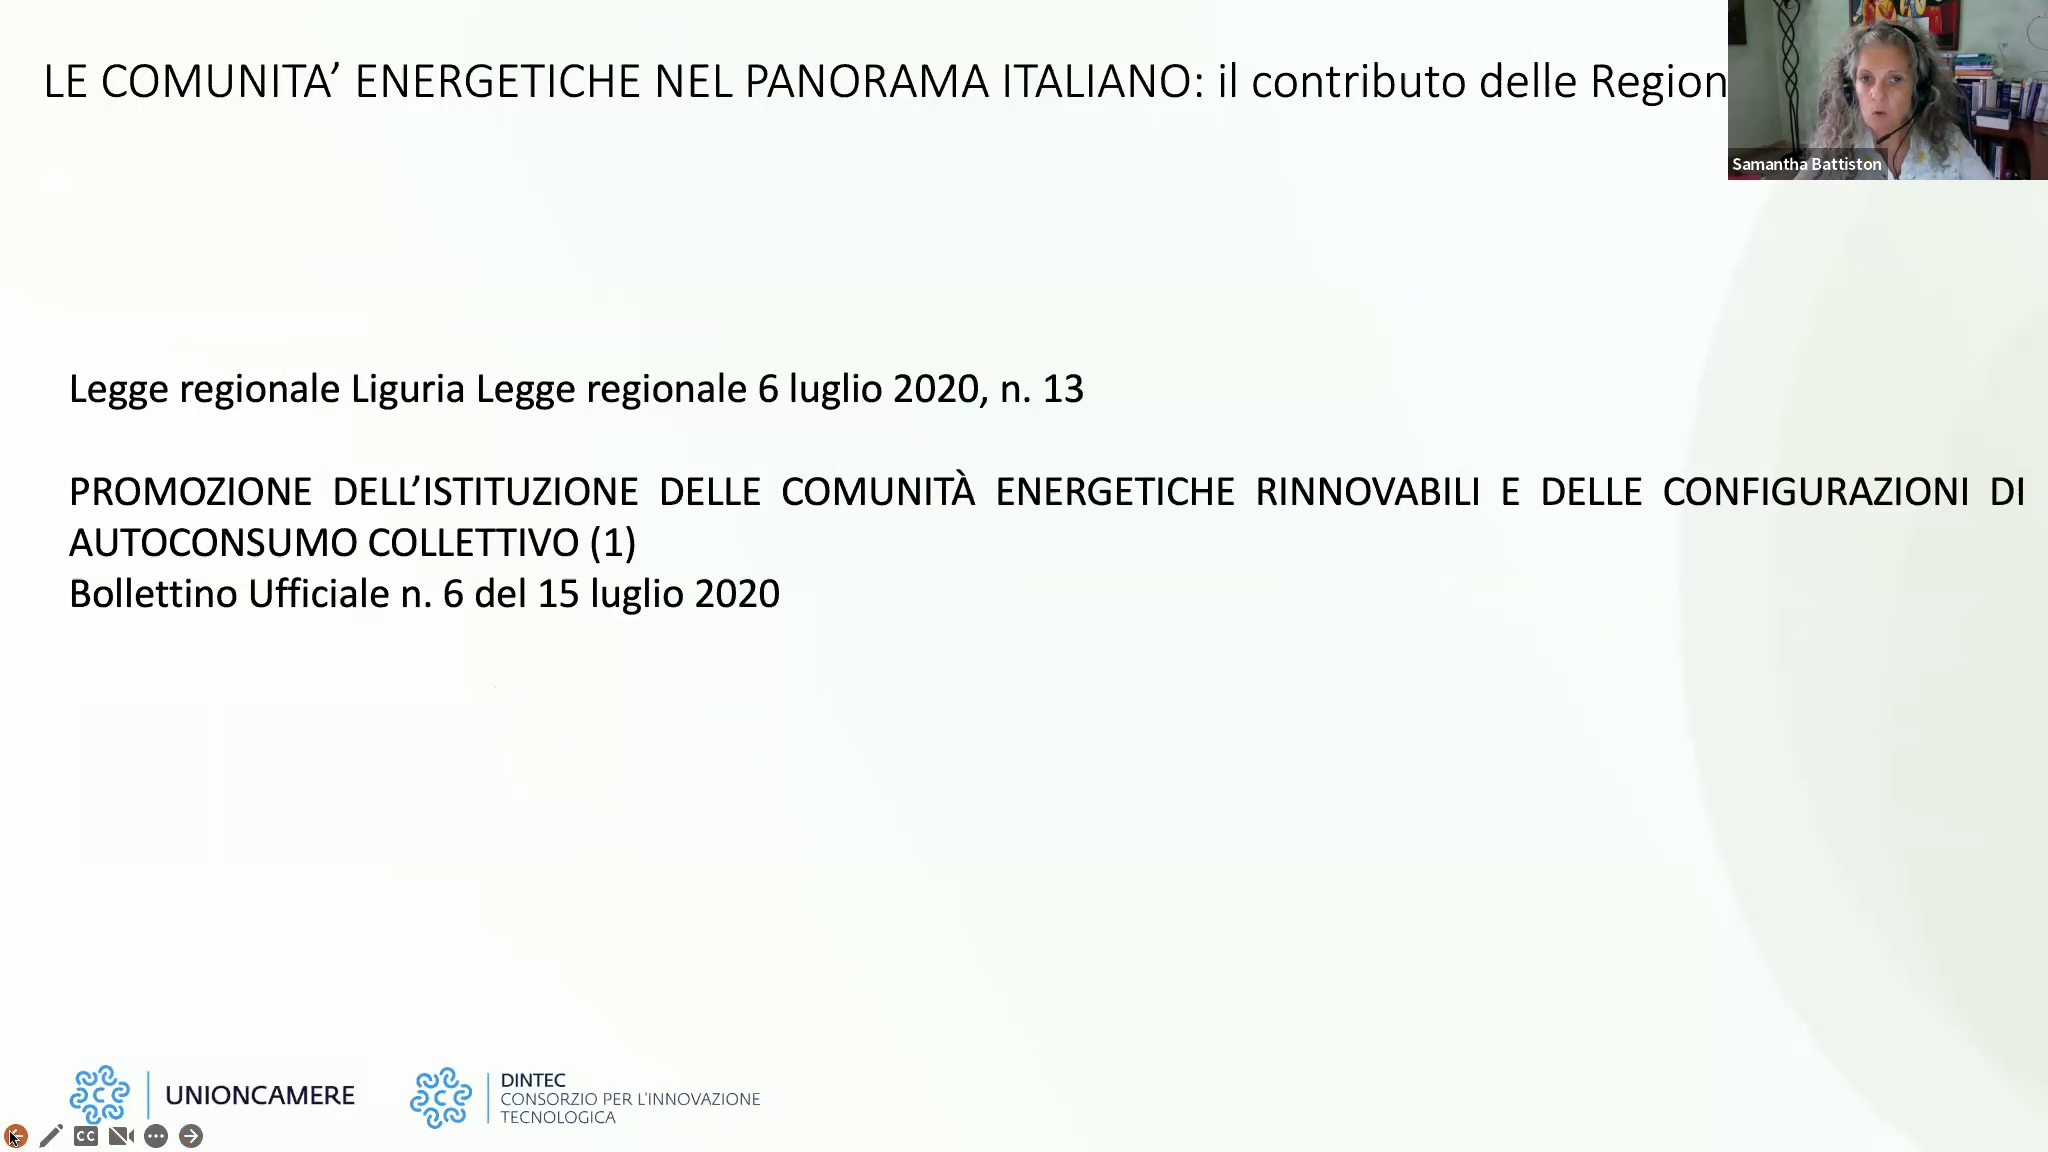 LE COMUNITA’ ENERGETICHE NEL PANORAMA ITALIANO: il contributo delle Region
Samantha Battiston
Legge regionale Liguria Legge regionale 6 luglio 2020, n. 13
PROMOZIONE DELL’ISTITUZIONE DELLE COMUNITÀ ENERGETICHE RINNOVABILI E DELLE CONFIGURAZIONI DI
AUTOCONSUMO COLLETTIVO (1)
Bollettino Ufficiale n. 6 del 15 luglio 2020
UNIONCAMERE
DINTEC
CONSORZIO PER L’INNOVAZIONE
TECNOLOGICA
CC